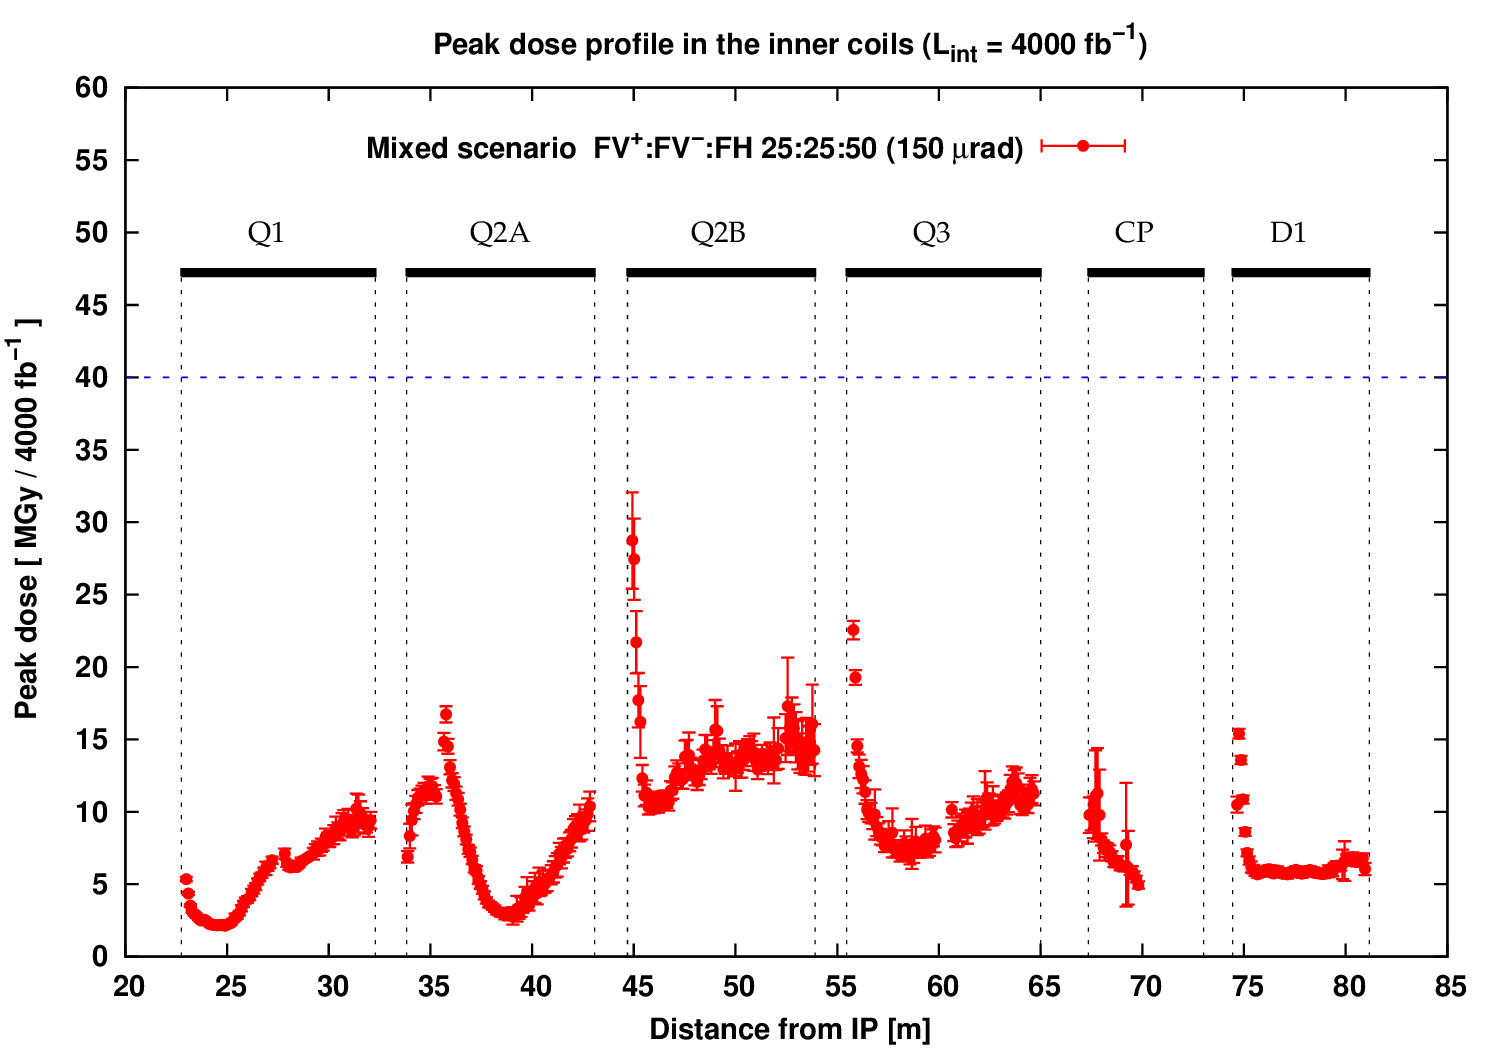 Peak dose profile in the inner coils (Lint = 4000 fb−1)
Mixed scenario FV+:FV−:FH 25:25:50 (150 μrad)
Q1 Q2A Q2B Q3 CP D1
60
55
50
45
40
35
30
25
20
15
10
5
0
Peak dose [ MGy / 4000 fb−1 ]
20 25 30 35 40 45 50 55 60 65 70 75 80 85
Distance from IP [m]